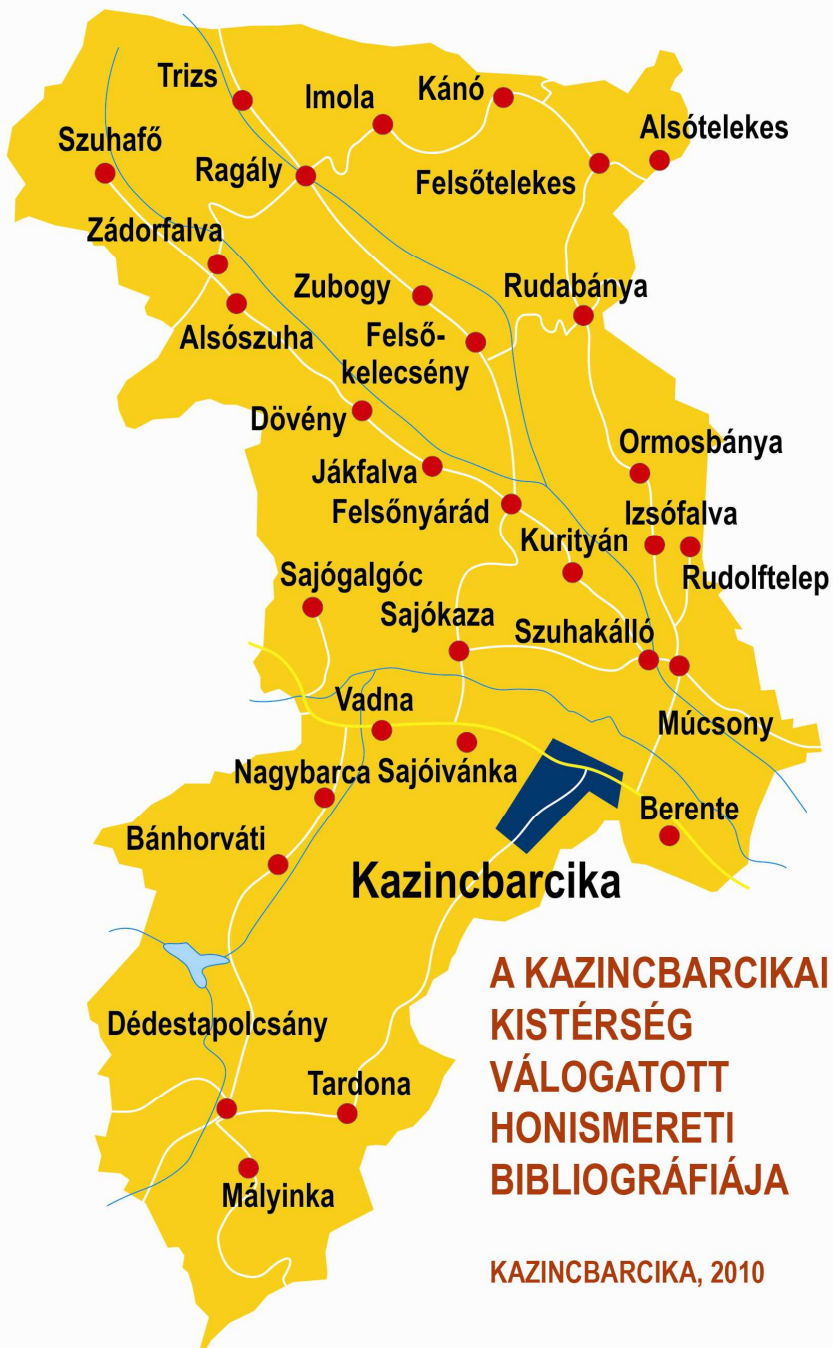 Trizs
Imola
Kánó
Alsótelekes
Szuhafő
Ragály
Felsőtelekes
Zádorfalva
Zubogy
Rudabánya
Alsószuha
Felső-
kelecsény
Dövény
Ormosbánya
Jákfalva
Felsőnyárád
Izsófalva
Kurityán
Rudolftelep
Sajógalgóc
Sajókaza
Szuhakálló
Vadna
Múcsony
Nagybarca
Sajóivánka
Berente
Bánhorváti
Kazincbarcika
Dédestapolcsány
Tardona
Mályinka
A KAZINCBARCIKAI
KISTÉRSÉG
VÁLOGATOTT
HONISMERETI
BIBLIOGRÁFIÁJA
KAZINCBARCIKA, 2010